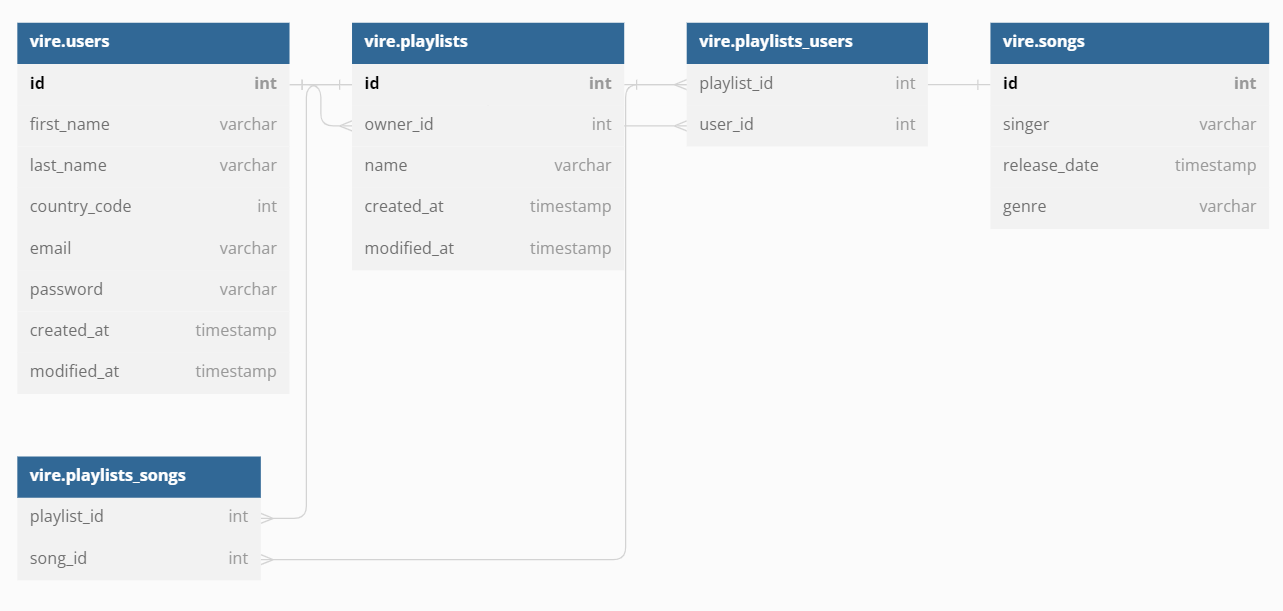 vire.users
id int
first_name varchar
last_name varchar
country_code int
email varchar
password varchar
created_at timestamp
modified_at timestamp
vire.playlists
id int
owner_id int
name varchar
created_at timestamp
modified_at timestamp
vire.playlists_users
playlist_id int
user_id int
vire.songs
id int
singer varchar
release_date timestamp
genre varchar
vire.playlists_songs
playlist_id int
song_id int